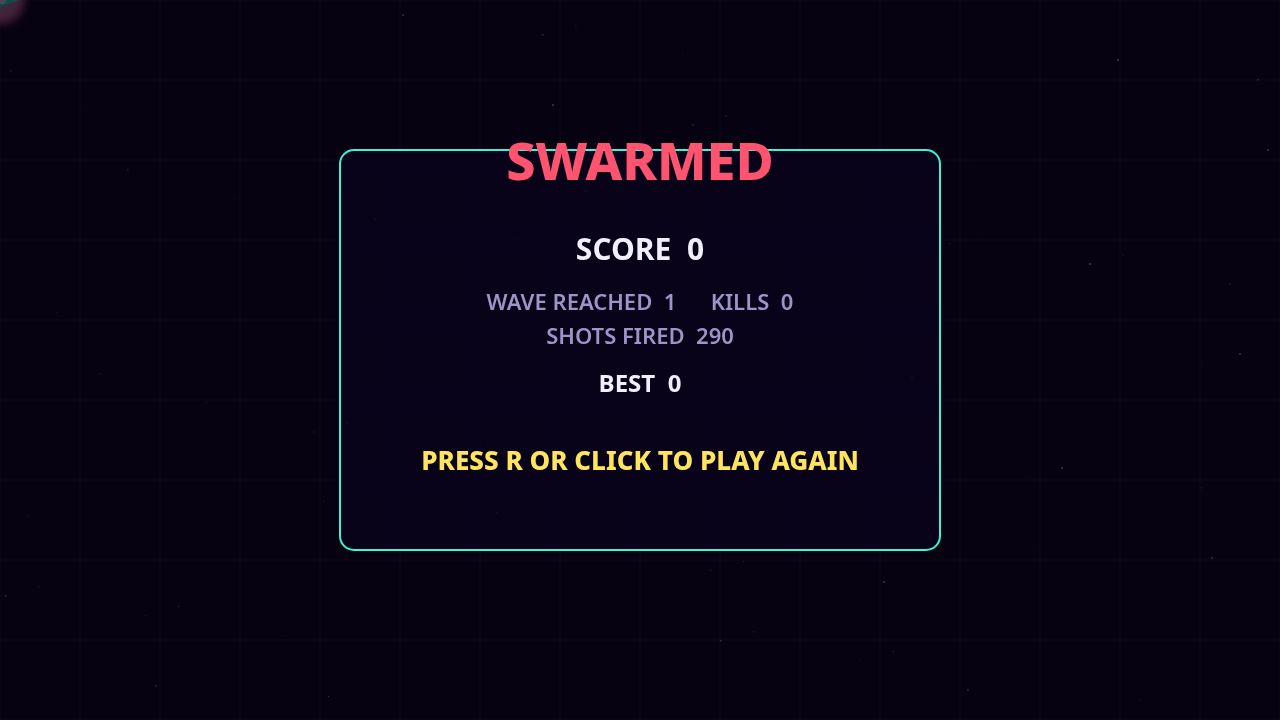 SWARMED
SCORE 0
WAVE REACHED 1 KILLS 0
SHOTS FIRED 290
BEST 0
PRESS R OR CLICK TO PLAY AGAIN